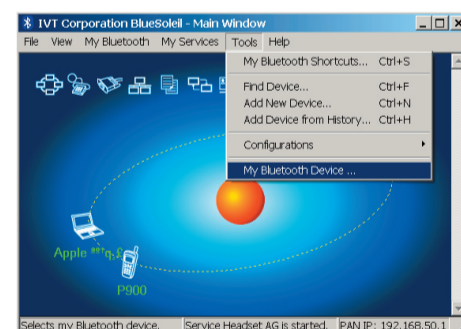 IVT Corporation BlueSoleil - Main Window
File View My Bluetooth My Services Tools Help
My Bluetooth Shortcuts... Ctrl+S
Find Device... Ctrl+F
Add New Device... Ctrl+N
Add Device from History... Ctrl+H
Configurations
My Bluetooth Device ...
Apple
P900
Selects my Bluetooth device. Service Headset AG is started. PAN IP: 192.168.50.1